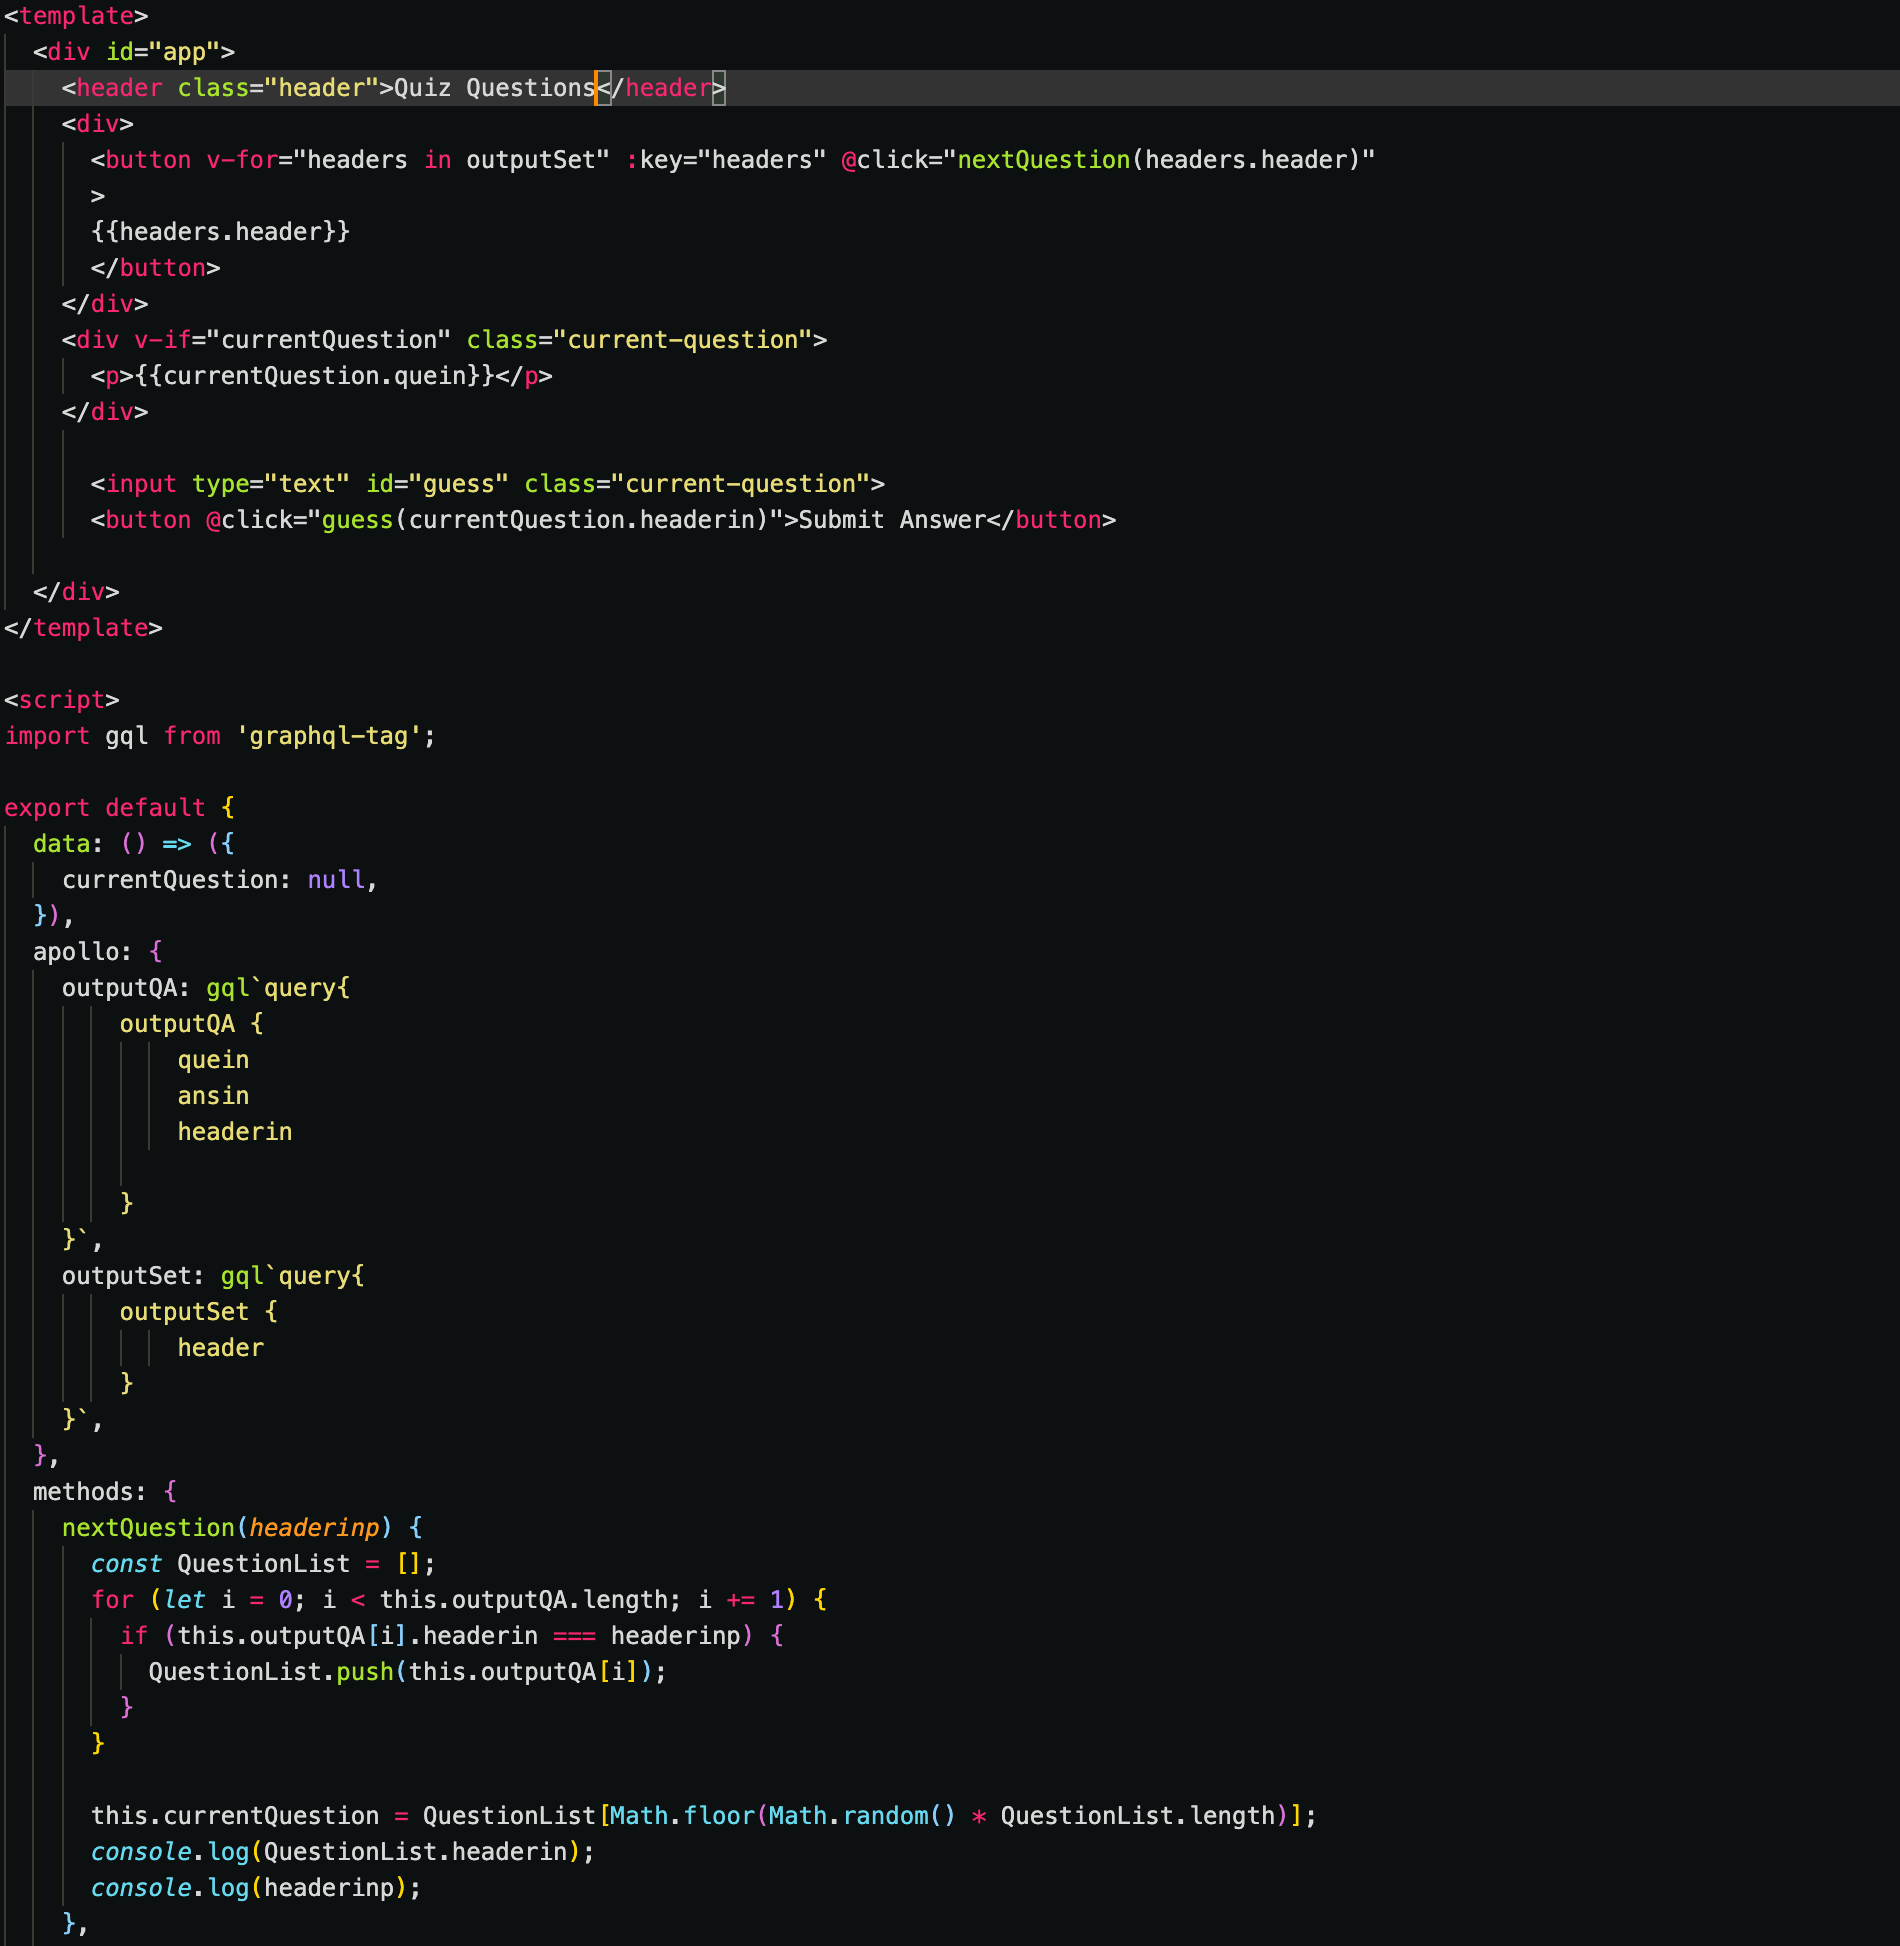 <template>
<div id="app">
<header class="header">Quiz Questions</header>
<div>
<button v-for="headers in outputSet" :key="headers" @click="nextQuestion(headers.header)"
>
{{headers.header}}
</button>
</div>
<div v-if="currentQuestion" class="current-question">
<p>{{currentQuestion.quein}}</p>
</div>
<input type="text" id="guess" class="current-question">
<button @click="guess(currentQuestion.headerin)">Submit Answer</button>
</div>
</template>
<script>
import gql from 'graphql-tag';
export default {
data: () => ({
currentQuestion: null,
}),
apollo: {
outputQA: gql`query{
outputQA {
quein
ansin
headerin
}
}`,
outputSet: gql`query{
outputSet {
header
}
}`,
},
methods: {
nextQuestion(headerinp) {
const QuestionList = [];
for (let i = 0; i < this.outputQA.length; i += 1) {
if (this.outputQA[i].headerin === headerinp) {
QuestionList.push(this.outputQA[i]);
}
}
this.currentQuestion = QuestionList[Math.floor(Math.random() * QuestionList.length)];
console.log(QuestionList.headerin);
console.log(headerinp);
},